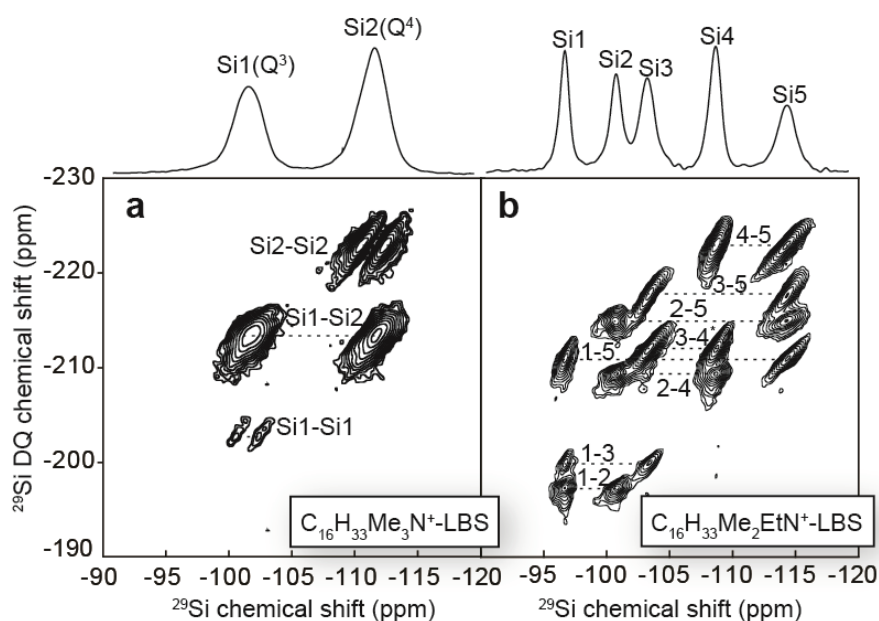 Si1(Q³) Si2(Q⁴)
Si1 Si2 Si3 Si4 Si5
²⁹Si DQ chemical shift (ppm)
-230
-220
-210
-200
-190
a
Si2-Si2
Si1-Si2
Si1-Si1
C₁₆H₃₃Me₃N⁺-LBS
b
4-5
3-5
2-5
1-5
3-4
2-4
1-3
1-2
C₁₆H₃₃Me₂EtN⁺-LBS
-90 -95 -100 -105 -110 -115 -120
-95 -100 -105 -110 -115 -120
²⁹Si chemical shift (ppm)
²⁹Si chemical shift (ppm)